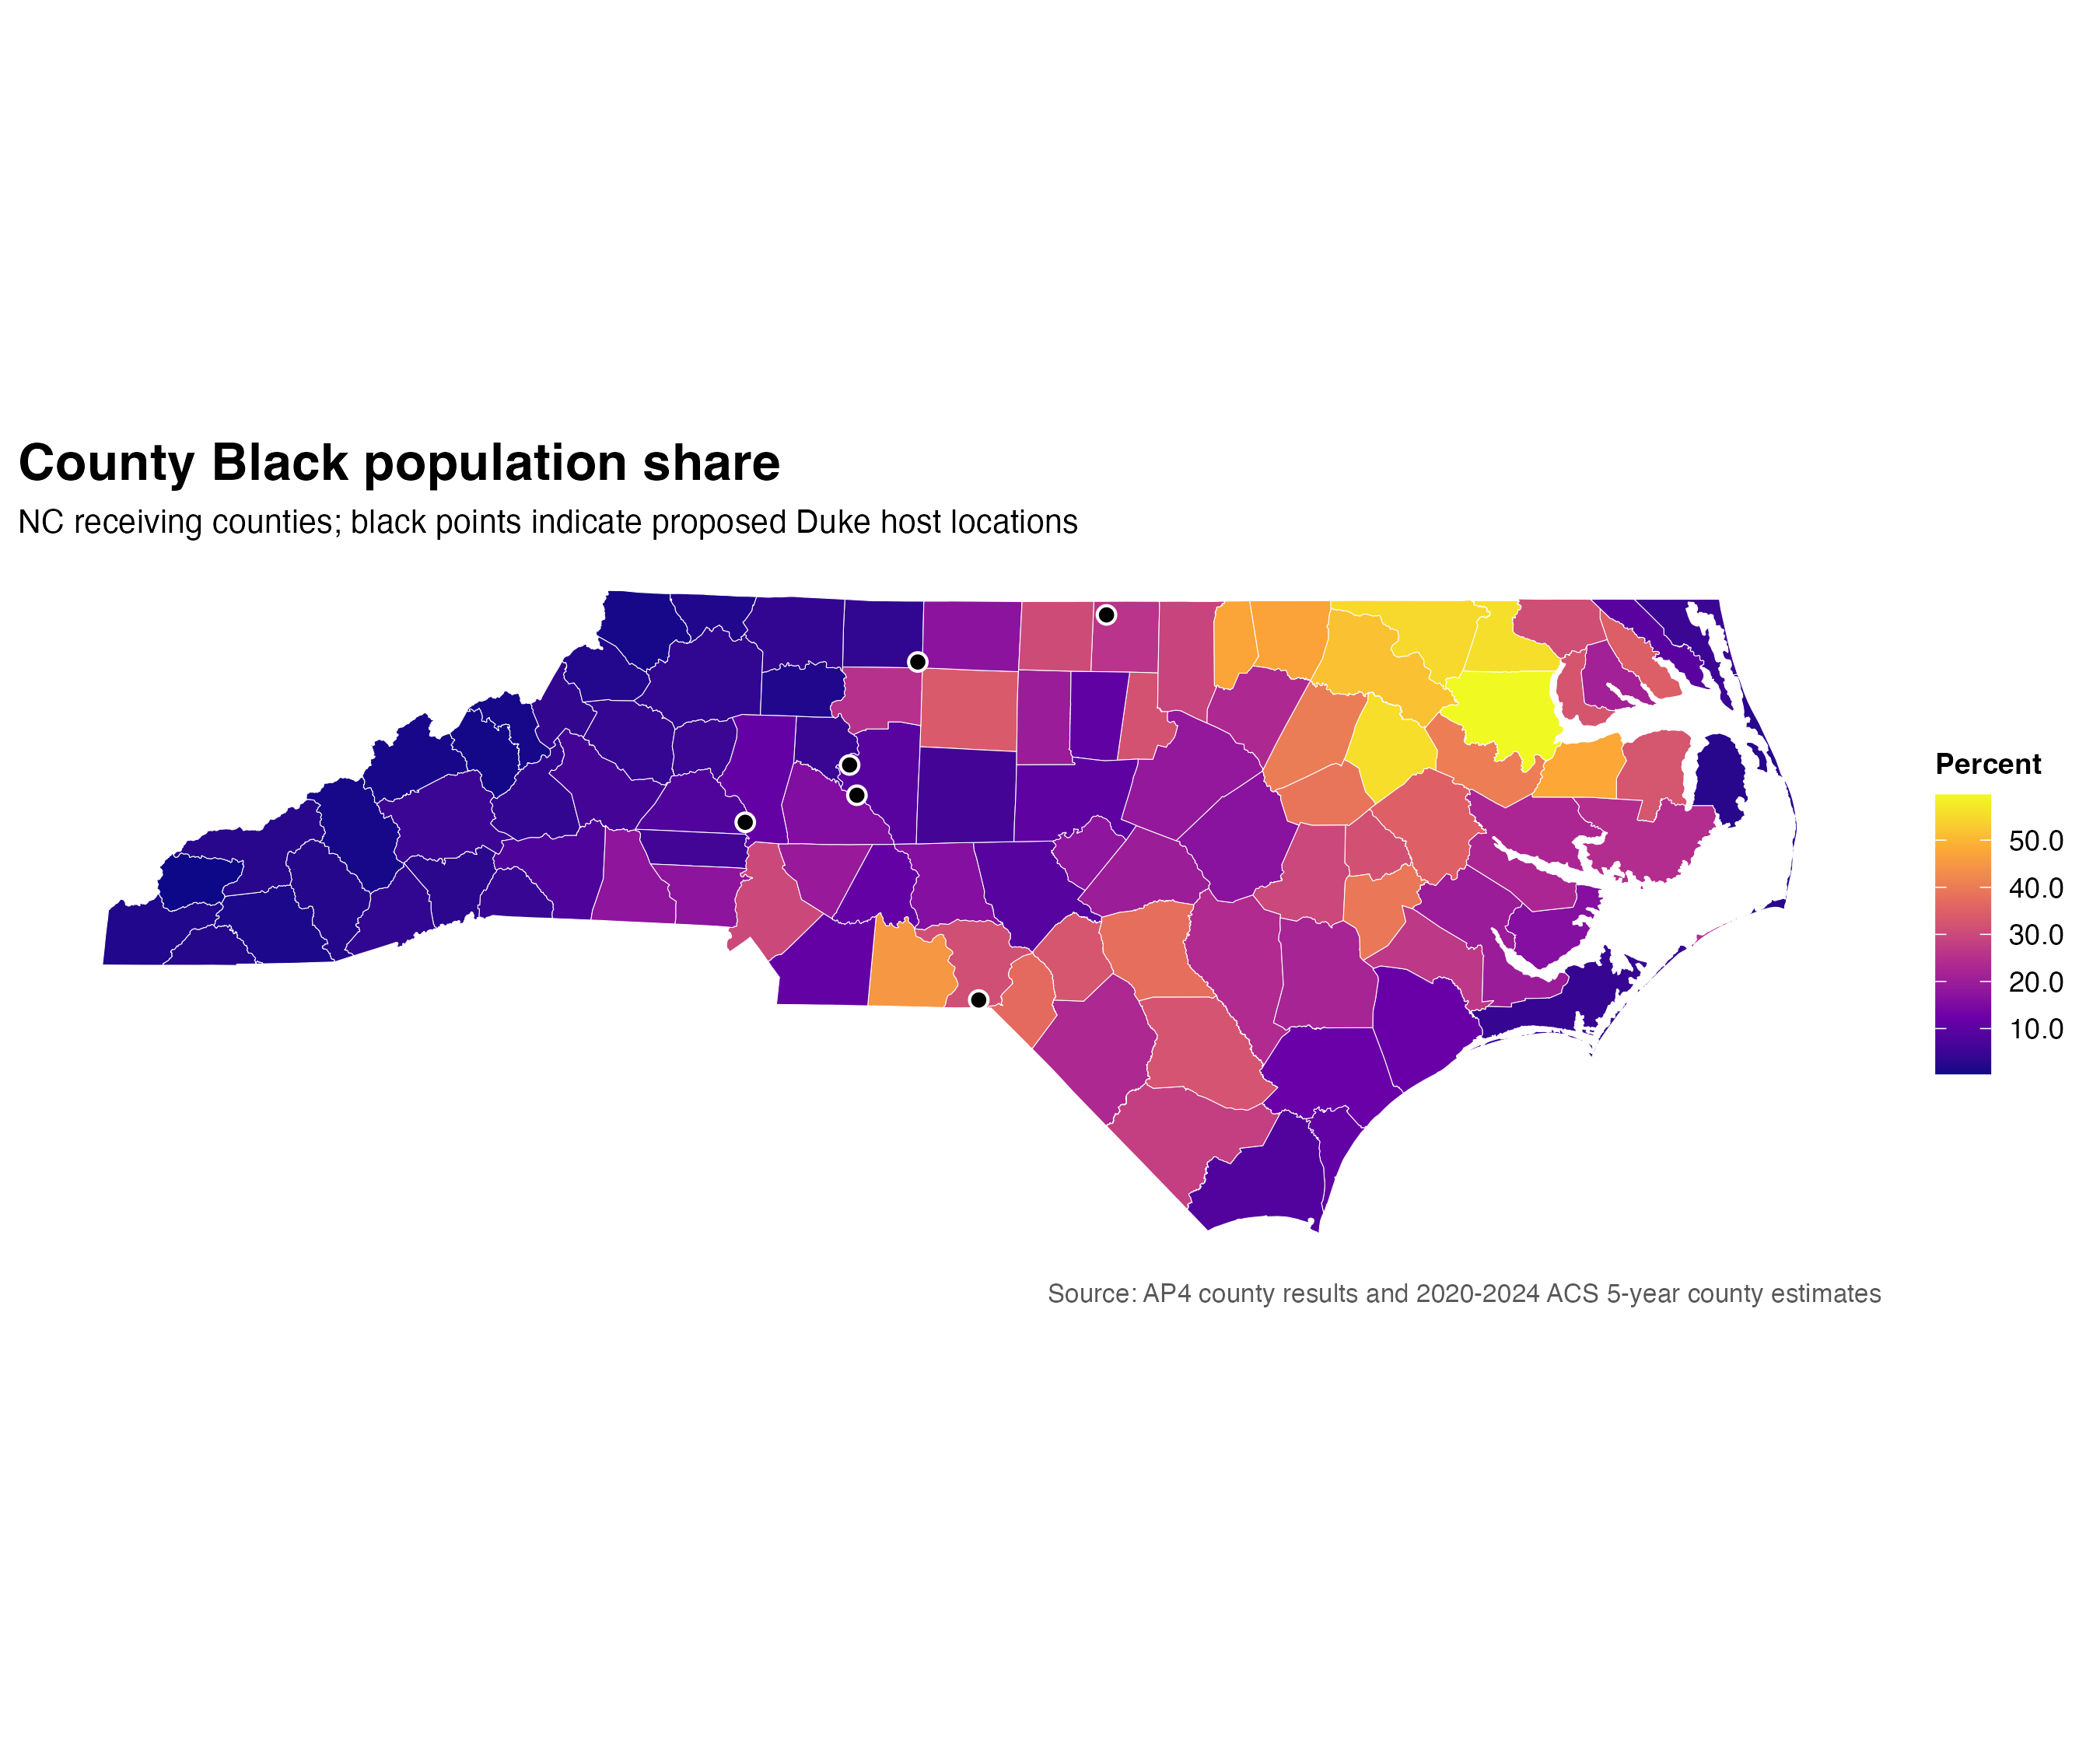 County Black population share
NC receiving counties; black points indicate proposed Duke host locations
Percent
50.0
40.0
30.0
20.0
10.0
Source: AP4 county results and 2020-2024 ACS 5-year county estimates